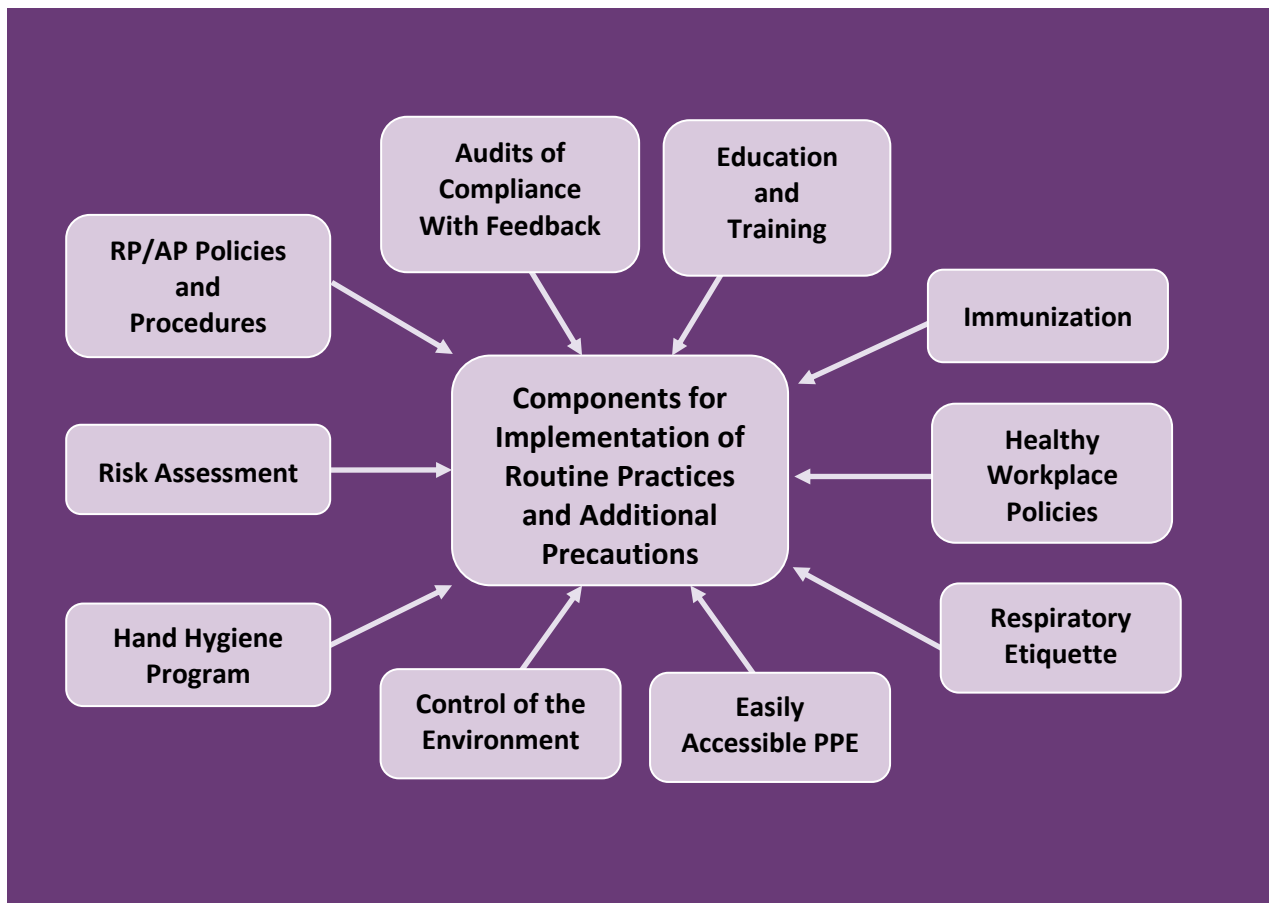 Audits of
Compliance
With Feedback
Education
and
Training
RP/AP Policies
and
Procedures
Immunization
Components for
Implementation of
Routine Practices
and Additional
Precautions
Healthy
Workplace
Policies
Risk Assessment
Respiratory
Etiquette
Hand Hygiene
Program
Control of the
Environment
Easily
Accessible PPE